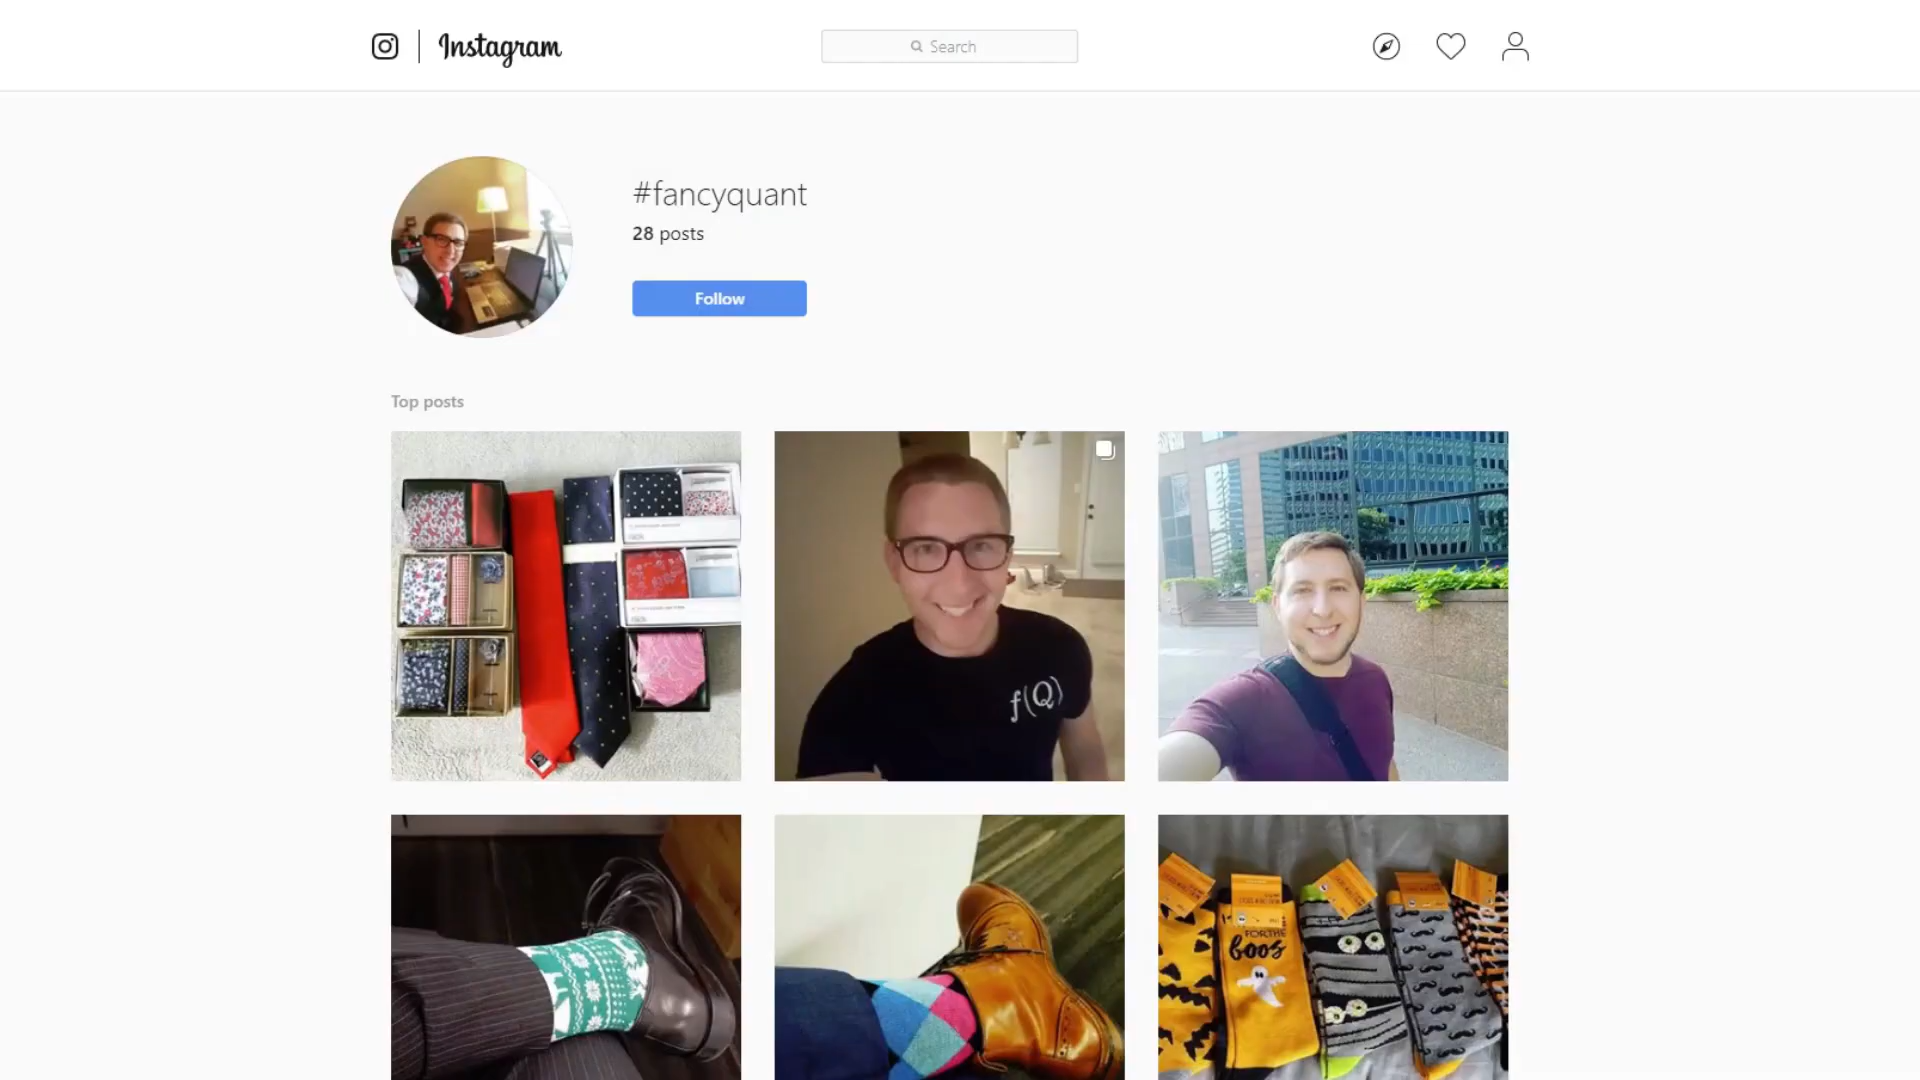 Instagram
Search
#fancyquant
28 posts
Follow
Top posts
f(Q)
FOR THE
boos